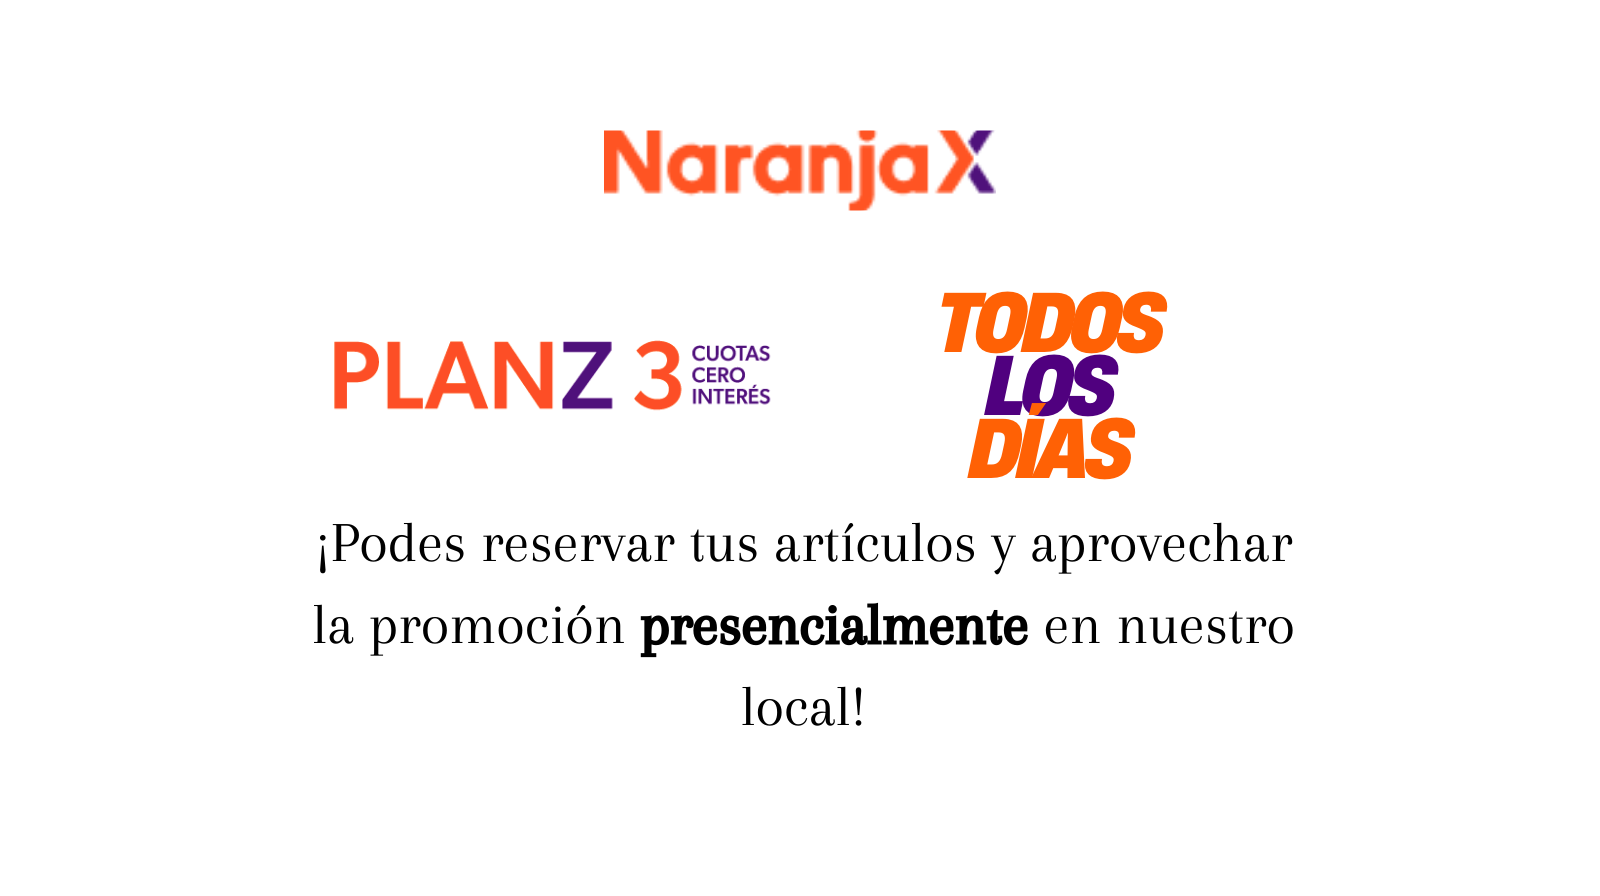 NaranjaX
PLANZ 3 CUOTAS
CERO
INTERÉS
TODOS
LOS
DÍAS
¡Podes reservar tus artículos y aprovechar
la promoción presencialmente en nuestro
local!